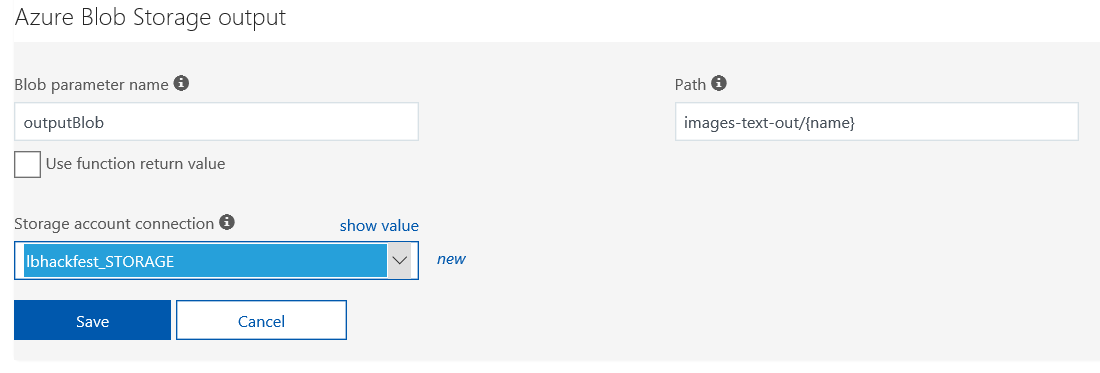 Azure Blob Storage output
Blob parameter name
Path
outputBlob
images-text-out/{name}
Use function return value
Storage account connection
show value
lbhackfest_STORAGE
new
Save
Cancel